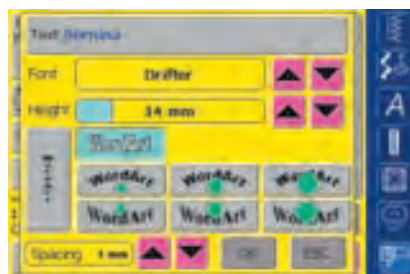 Text Bernina
Font Drifter
Height 14 mm
WordArt
WordArt WordArt WordArt
WordArt WordArt WordArt
Spacing 1 mm OK ESC
A